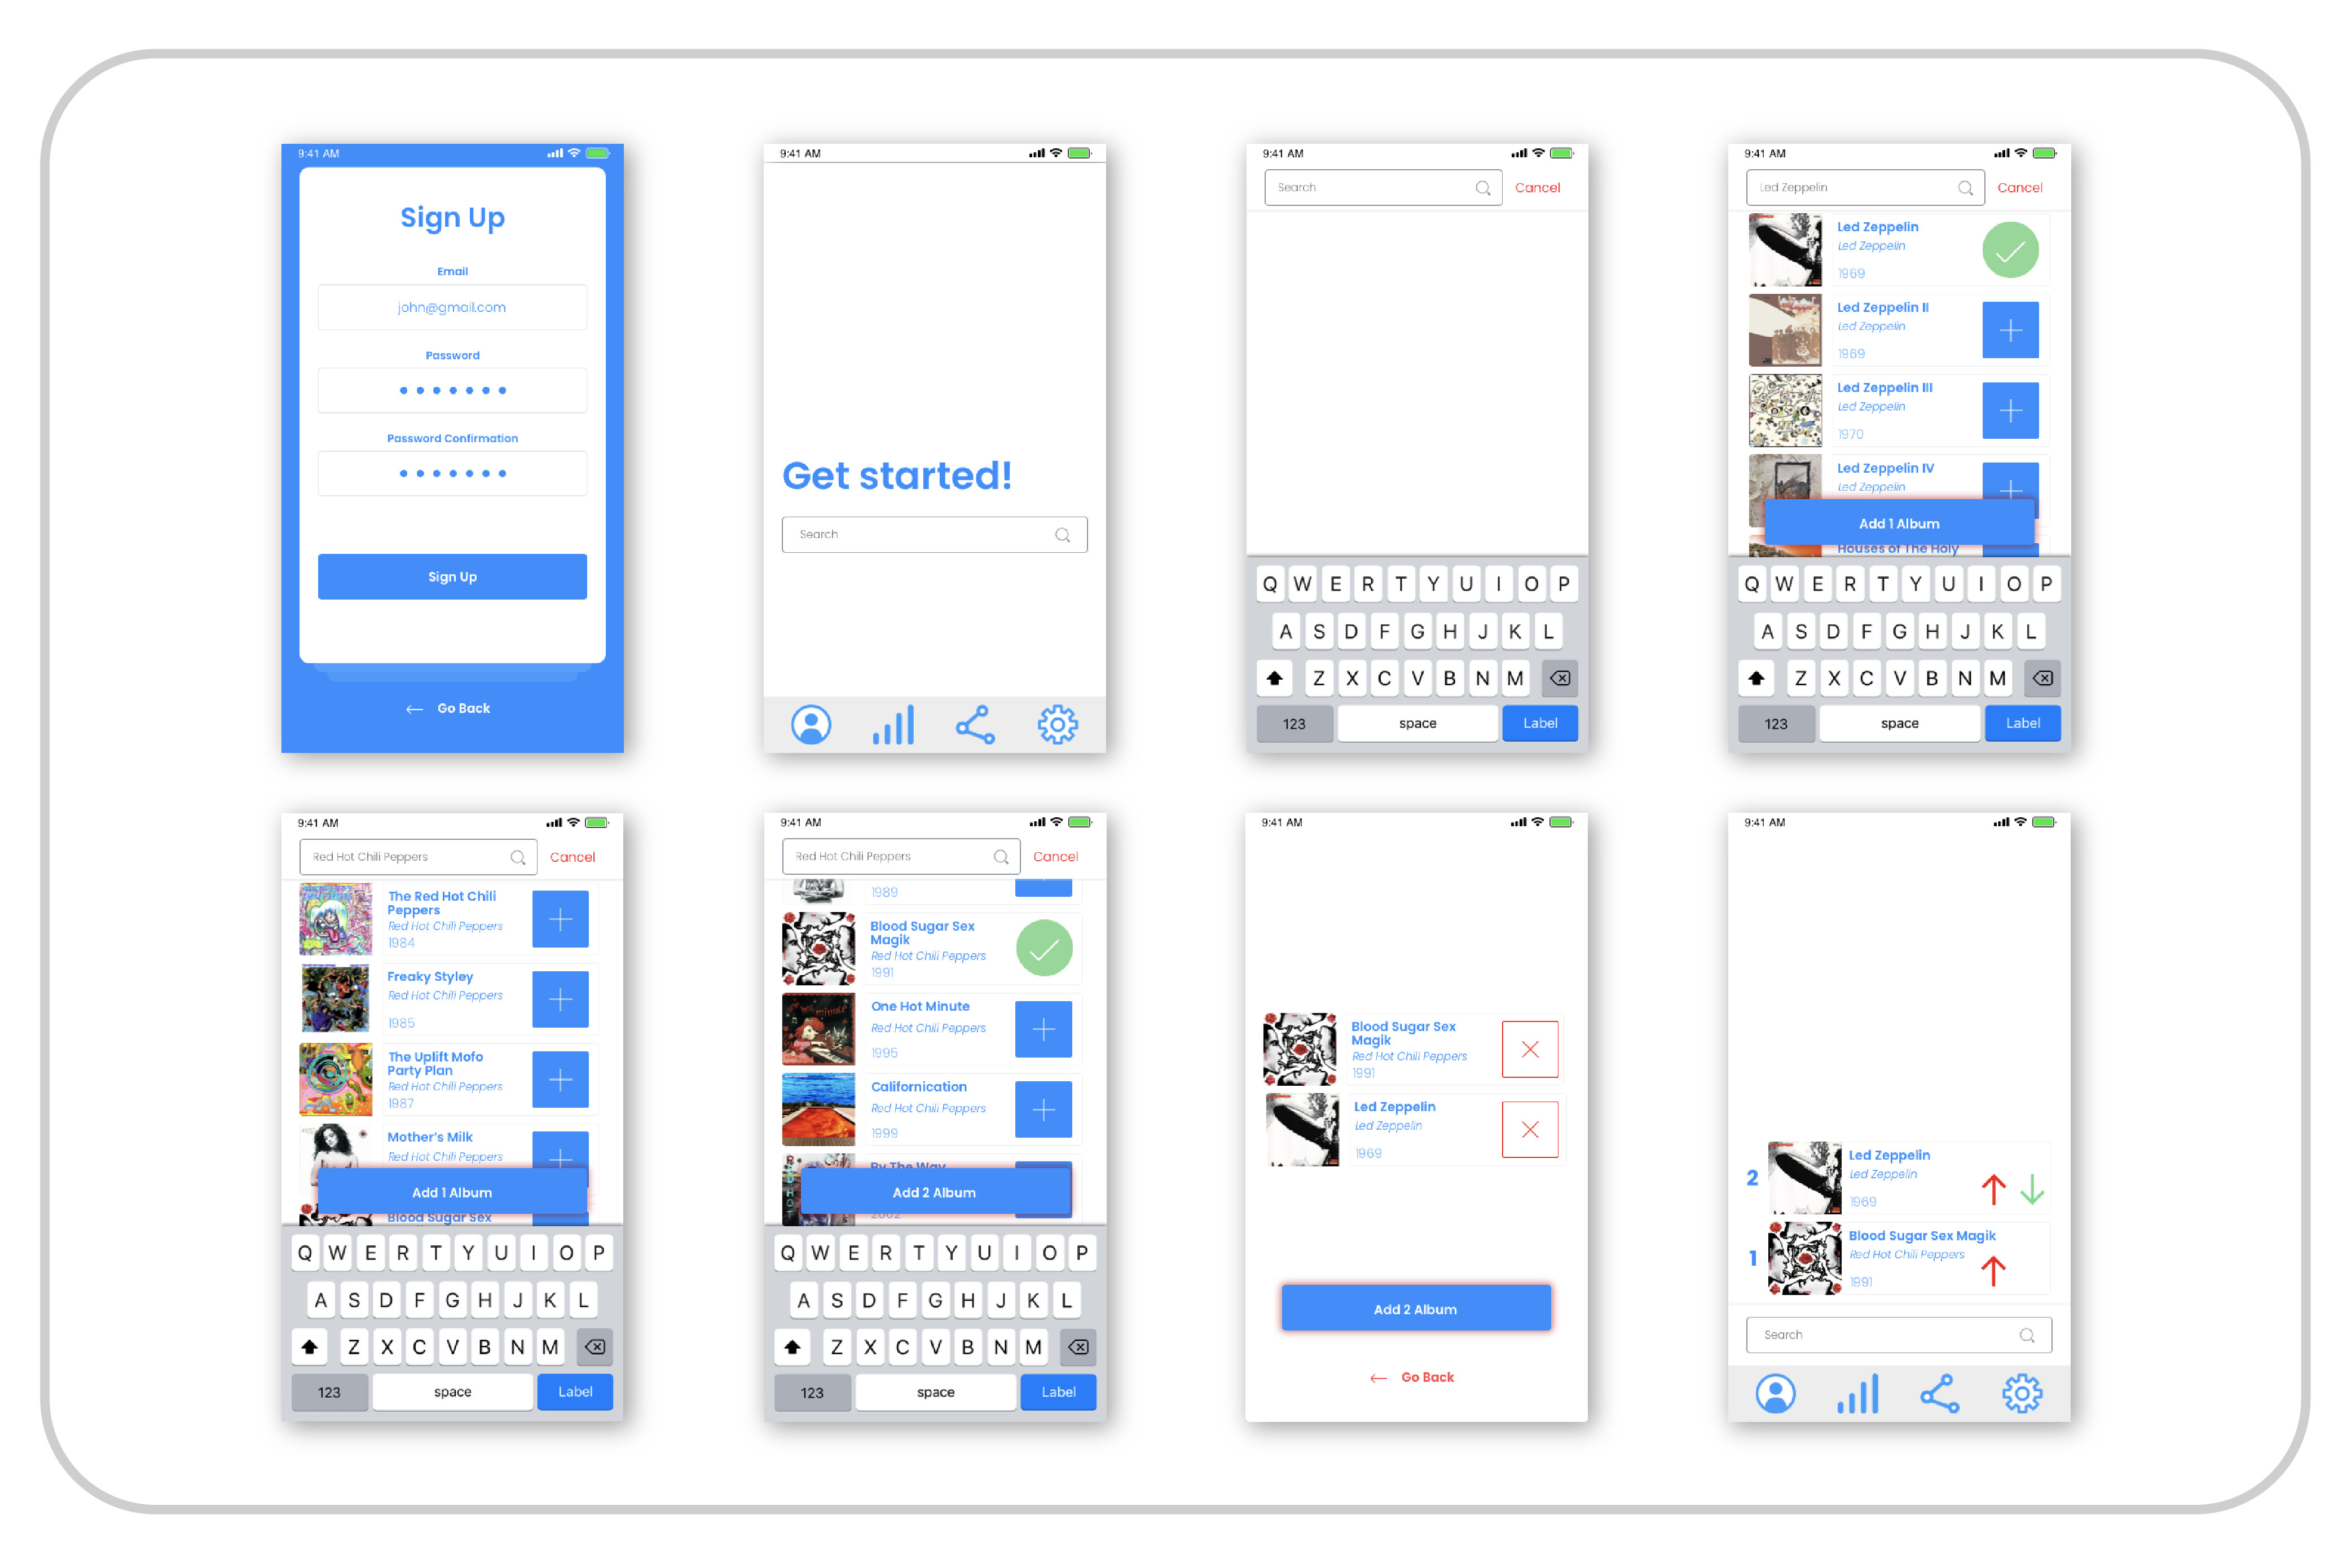 9:41 AM
Sign Up
Email
john@gmail.com
Password
Password Confirmation
Sign Up
Go Back
9:41 AM
Get started!
Search
9:41 AM
Search
Cancel
Q W E R T Y U I O P
A S D F G H J K L
Z X C V B N M
123
space
Label
9:41 AM
Led Zeppelin
Cancel
Led Zeppelin
Led Zeppelin
1969
Led Zeppelin II
Led Zeppelin
1969
Led Zeppelin III
Led Zeppelin
1970
Led Zeppelin IV
Led Zeppelin
Add 1 Album
Houses of The Holy
Q W E R T Y U I O P
A S D F G H J K L
Z X C V B N M
123
space
Label
9:41 AM
Red Hot Chili Peppers
Cancel
The Red Hot Chili
Peppers
Red Hot Chili Peppers
1984
Freaky Styley
Red Hot Chili Peppers
1985
The Uplift Mofo
Party Plan
Red Hot Chili Peppers
1987
Mother's Milk
Red Hot Chili Peppers
Add 1 Album
Blood Sugar Sex
Q W E R T Y U I O P
A S D F G H J K L
Z X C V B N M
123
space
Label
9:41 AM
Red Hot Chili Peppers
Cancel
1989
Blood Sugar Sex
Magik
Red Hot Chili Peppers
1991
One Hot Minute
Red Hot Chili Peppers
1995
Californication
Red Hot Chili Peppers
1999
By The Way
Add 2 Album
2002
Q W E R T Y U I O P
A S D F G H J K L
Z X C V B N M
123
space
Label
9:41 AM
Blood Sugar Sex
Magik
Red Hot Chili Peppers
1991
Led Zeppelin
Led Zeppelin
1969
Add 2 Album
Go Back
9:41 AM
2
Led Zeppelin
Led Zeppelin
1969
1
Blood Sugar Sex Magik
Red Hot Chili Peppers
1991
Search